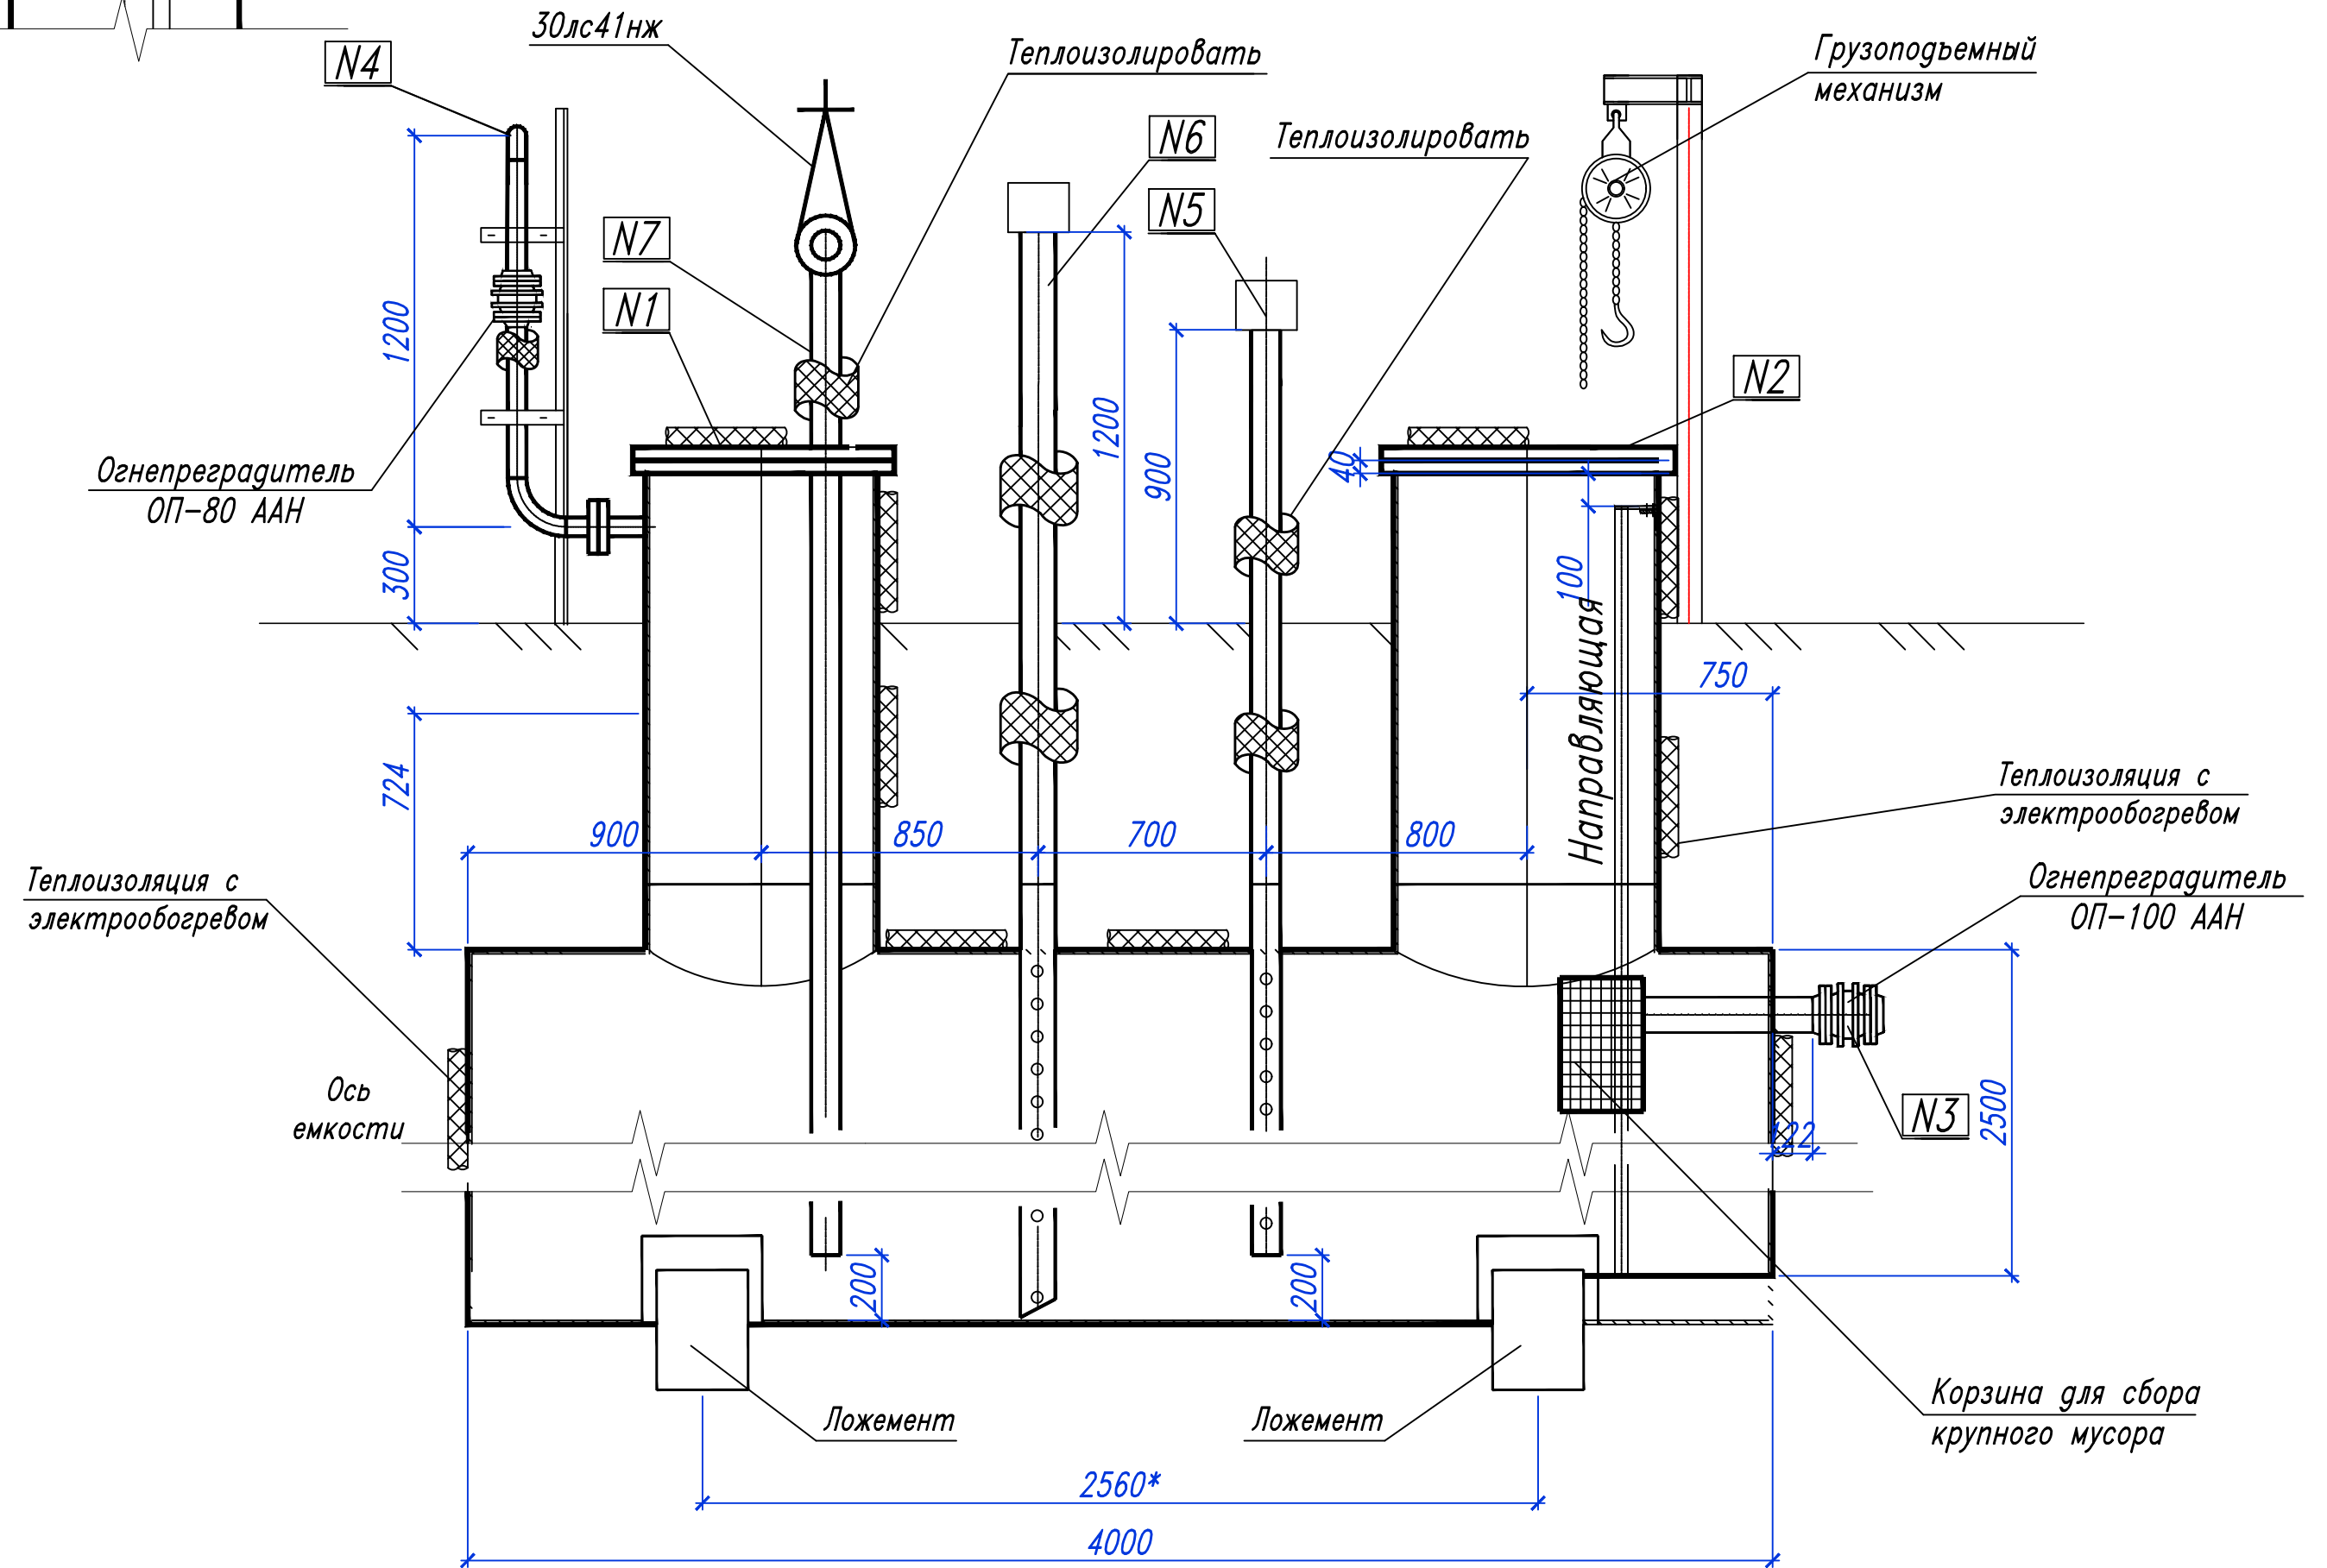 30лс41нж
N4
Теплоизолировать
Грузоподъемный
механизм
N6
Теплоизолировать
N5
N7
N1
1200
N2
1200
900
40
Огнепреградитель
ОП-80 ААН
300
100
Направляющая
750
724
Теплоизоляция с
электрообогревом
900
850
700
800
Теплоизоляция с
электрообогревом
Огнепреградитель
ОП-100 ААН
Ось
емкости
N3
2500
122
200
200
Ложемент
Ложемент
Корзина для сбора
крупного мусора
2560*
4000